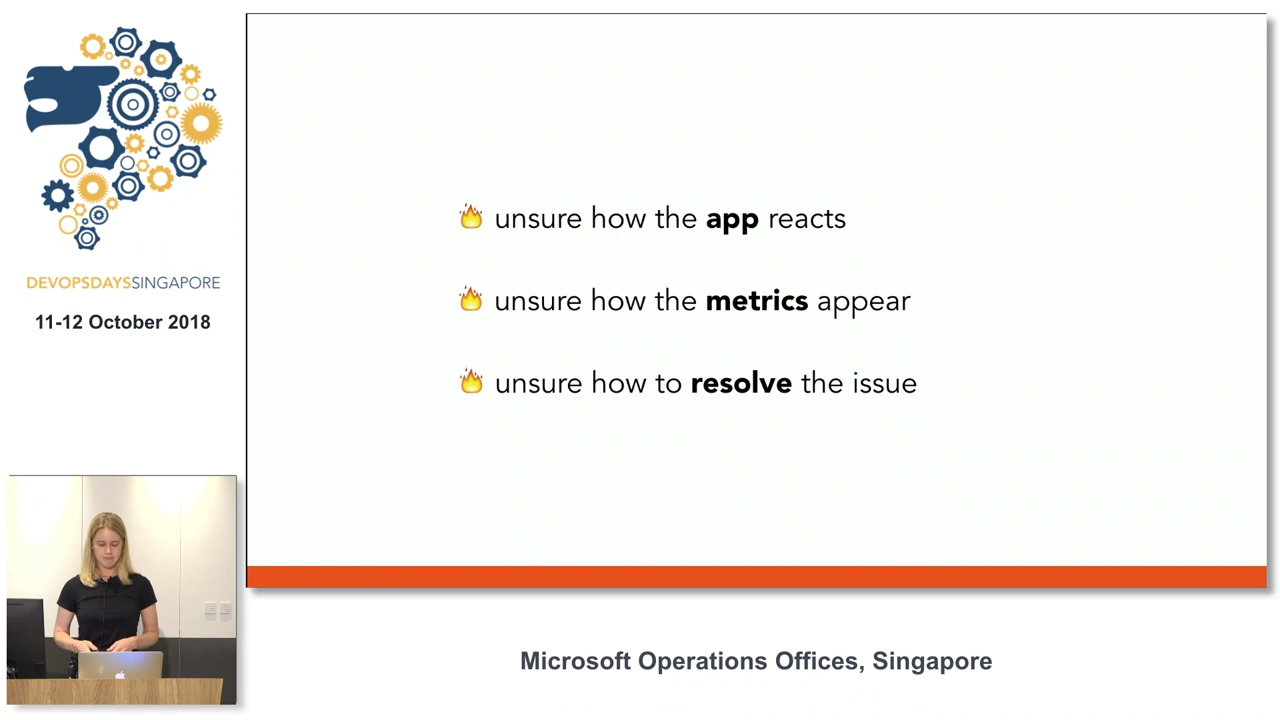 DEVOPSDAYSSINGAPORE
11-12 October 2018
🔥 unsure how the app reacts
🔥 unsure how the metrics appear
🔥 unsure how to resolve the issue
Microsoft Operations Offices, Singapore